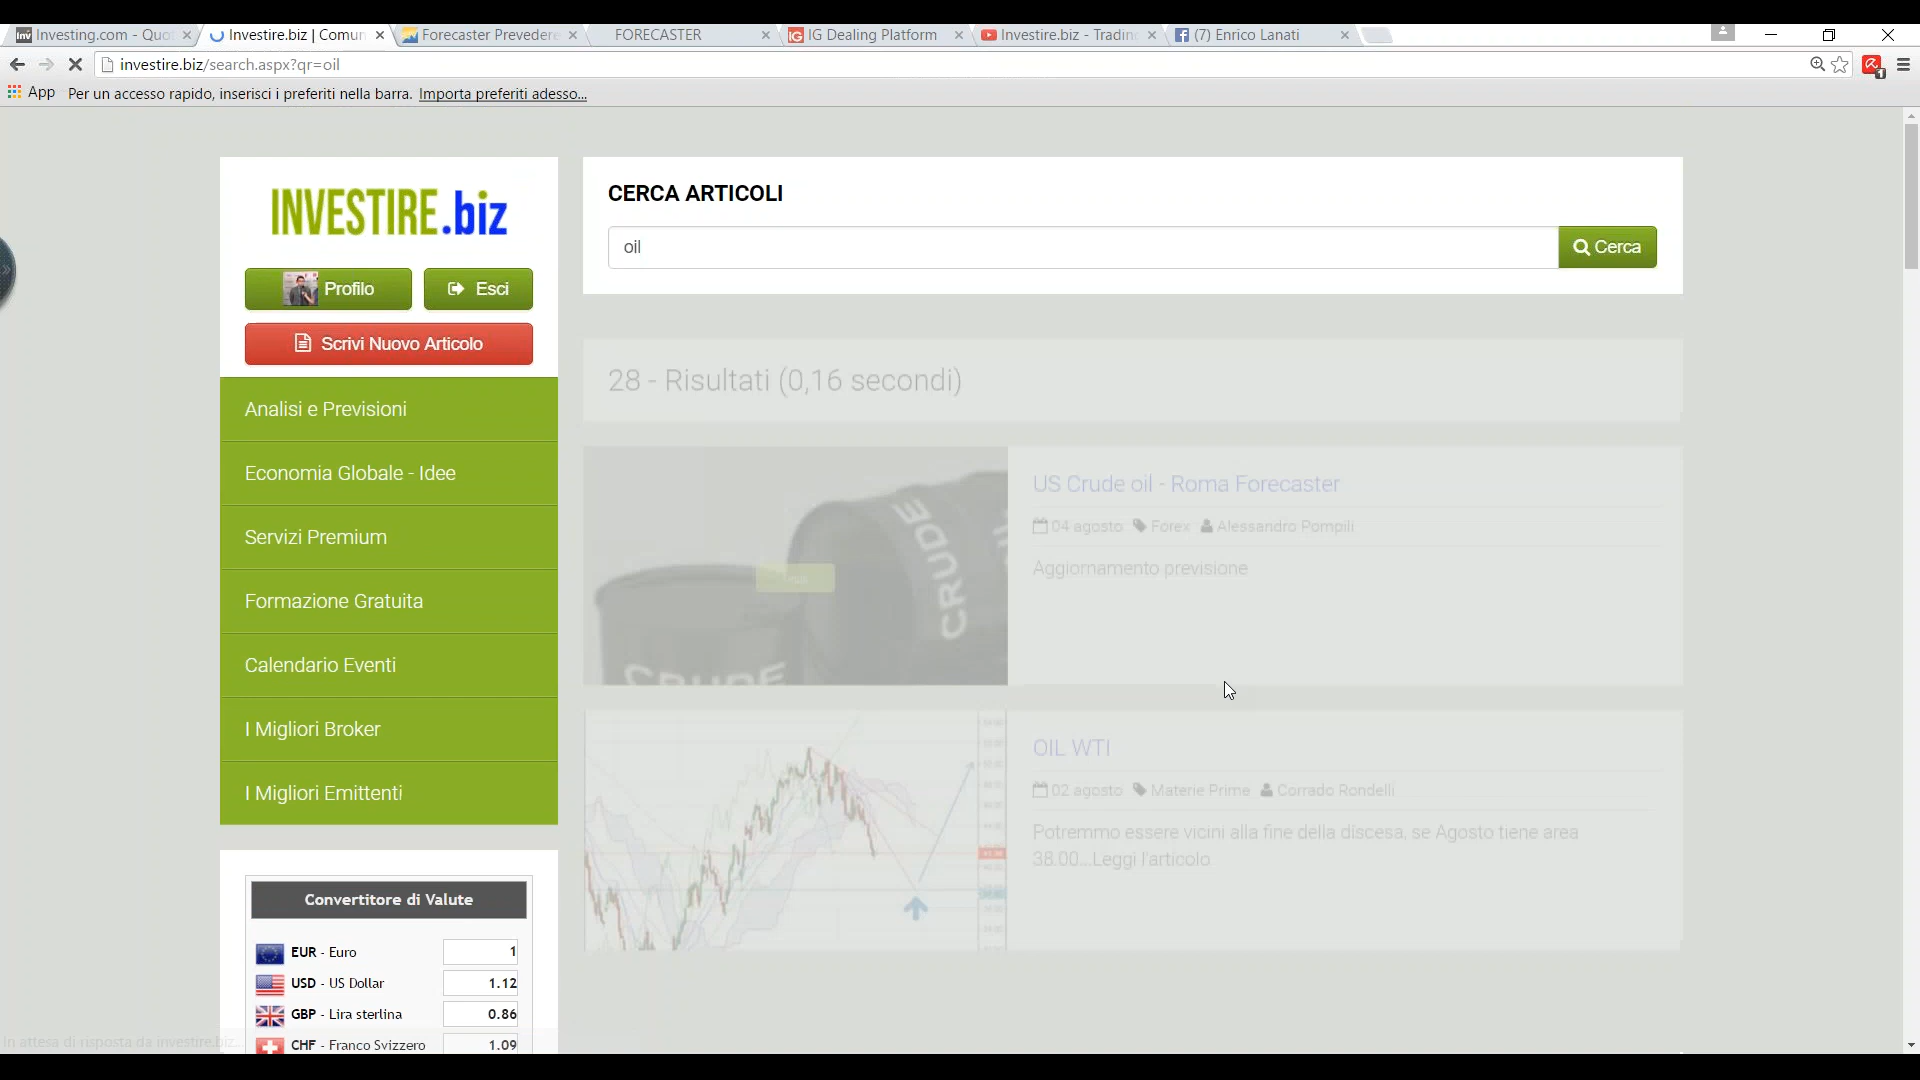 Investing.com - Quo
Investire.biz | Comun
Forecaster Prevedere
FORECASTER
IG Dealing Platform
Investire.biz - Tradin
(7) Enrico Lanati
investire.biz/search.aspx?qr=oil
App Per un accesso rapido, inserisci i preferiti nella barra. Importa preferiti adesso...
INVESTIRE.biz
Profilo
Esci
Scrivi Nuovo Articolo
Analisi e Previsioni
Economia Globale - Idee
Servizi Premium
Formazione Gratuita
Calendario Eventi
I Migliori Broker
I Migliori Emittenti
Convertitore di Valute
EUR - Euro 1
USD - US Dollar 1.12
GBP - Lira sterlina 0.86
CHF - Franco Svizzero 1.09
CERCA ARTICOLI
oil
Cerca
28 - Risultati (0,16 secondi)
CRUDE
CRUDE
US Crude oil - Roma Forecaster
04 agosto Forex Alessandro Pompili
Aggiornamento previsione
OIL WTI
02 agosto Materie Prime Corrado Rondelli
Potremmo essere vicini alla fine della discesa, se Agosto tiene area
38.00...Leggi l'articolo
In attesa di risposta da investire.biz...